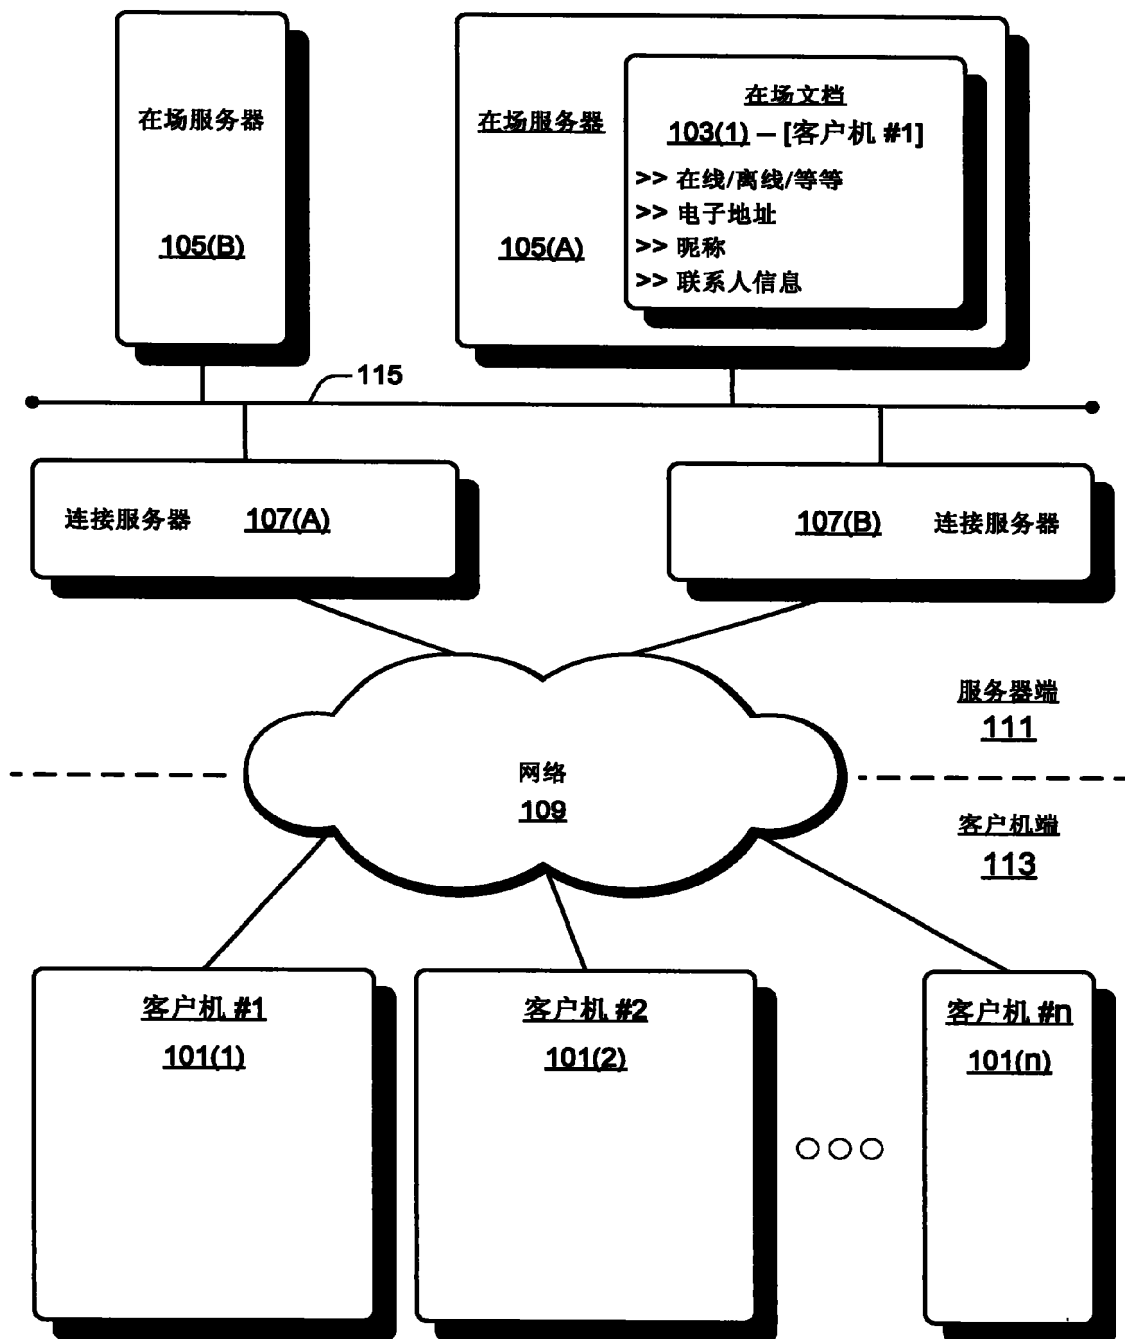 在场服务器
105(B)
在场服务器
105(A)
在场文档
103(1) – [客户机 #1]
>> 在线/离线/等等
>> 电子地址
>> 昵称
>> 联系人信息
115
连接服务器 107(A)
107(B) 连接服务器
服务器端
111
网络
109
客户机端
113
客户机 #1
101(1)
客户机 #2
101(2)
客户机 #n
101(n)